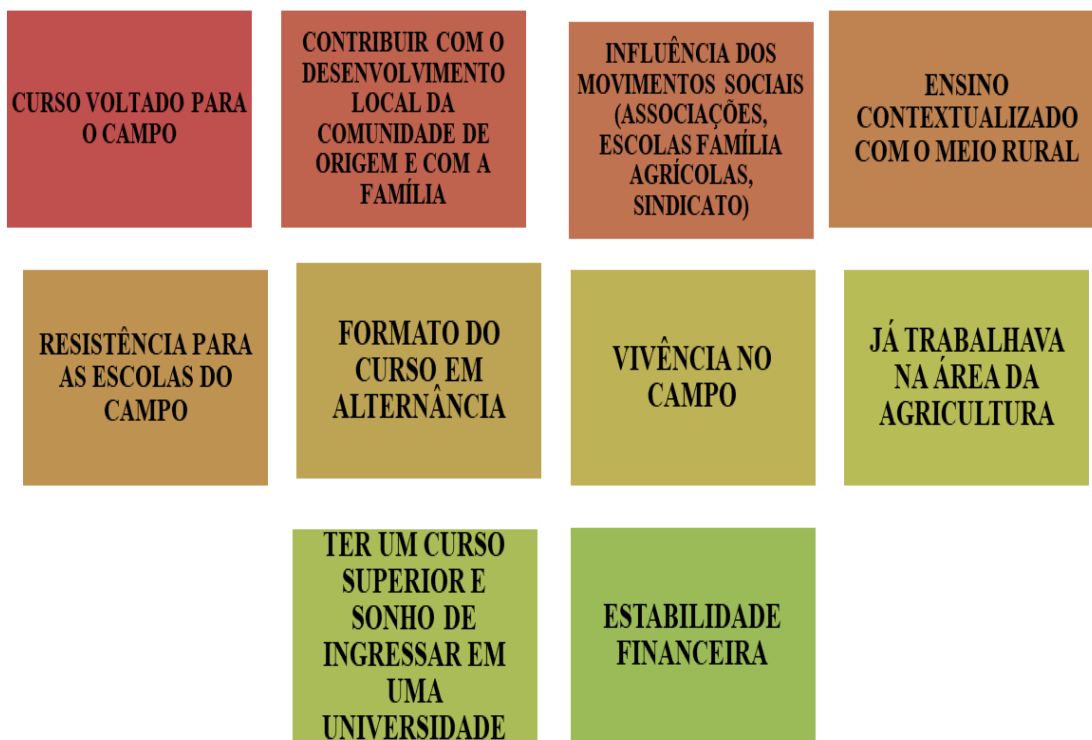 CURSO VOLTADO PARA
O CAMPO
CONTRIBUIR COM O
DESENVOLVIMENTO
LOCAL DA
COMUNIDADE DE
ORIGEM E COM A
FAMÍLIA
INFLUÊNCIA DOS
MOVIMENTOS SOCIAIS
(ASSOCIAÇÕES,
ESCOLAS FAMÍLIA
AGRÍCOLAS,
SINDICATO)
ENSINO
CONTEXTUALIZADO
COM O MEIO RURAL
RESISTÊNCIA PARA
AS ESCOLAS DO
CAMPO
FORMATO DO
CURSO EM
ALTERNÂNCIA
VIVÊNCIA NO
CAMPO
JÁ TRABALHAVA
NA ÁREA DA
AGRICULTURA
TER UM CURSO
SUPERIOR E
SONHO DE
INGRESSAR EM
UMA
UNIVERSIDADE
ESTABILIDADE
FINANCEIRA